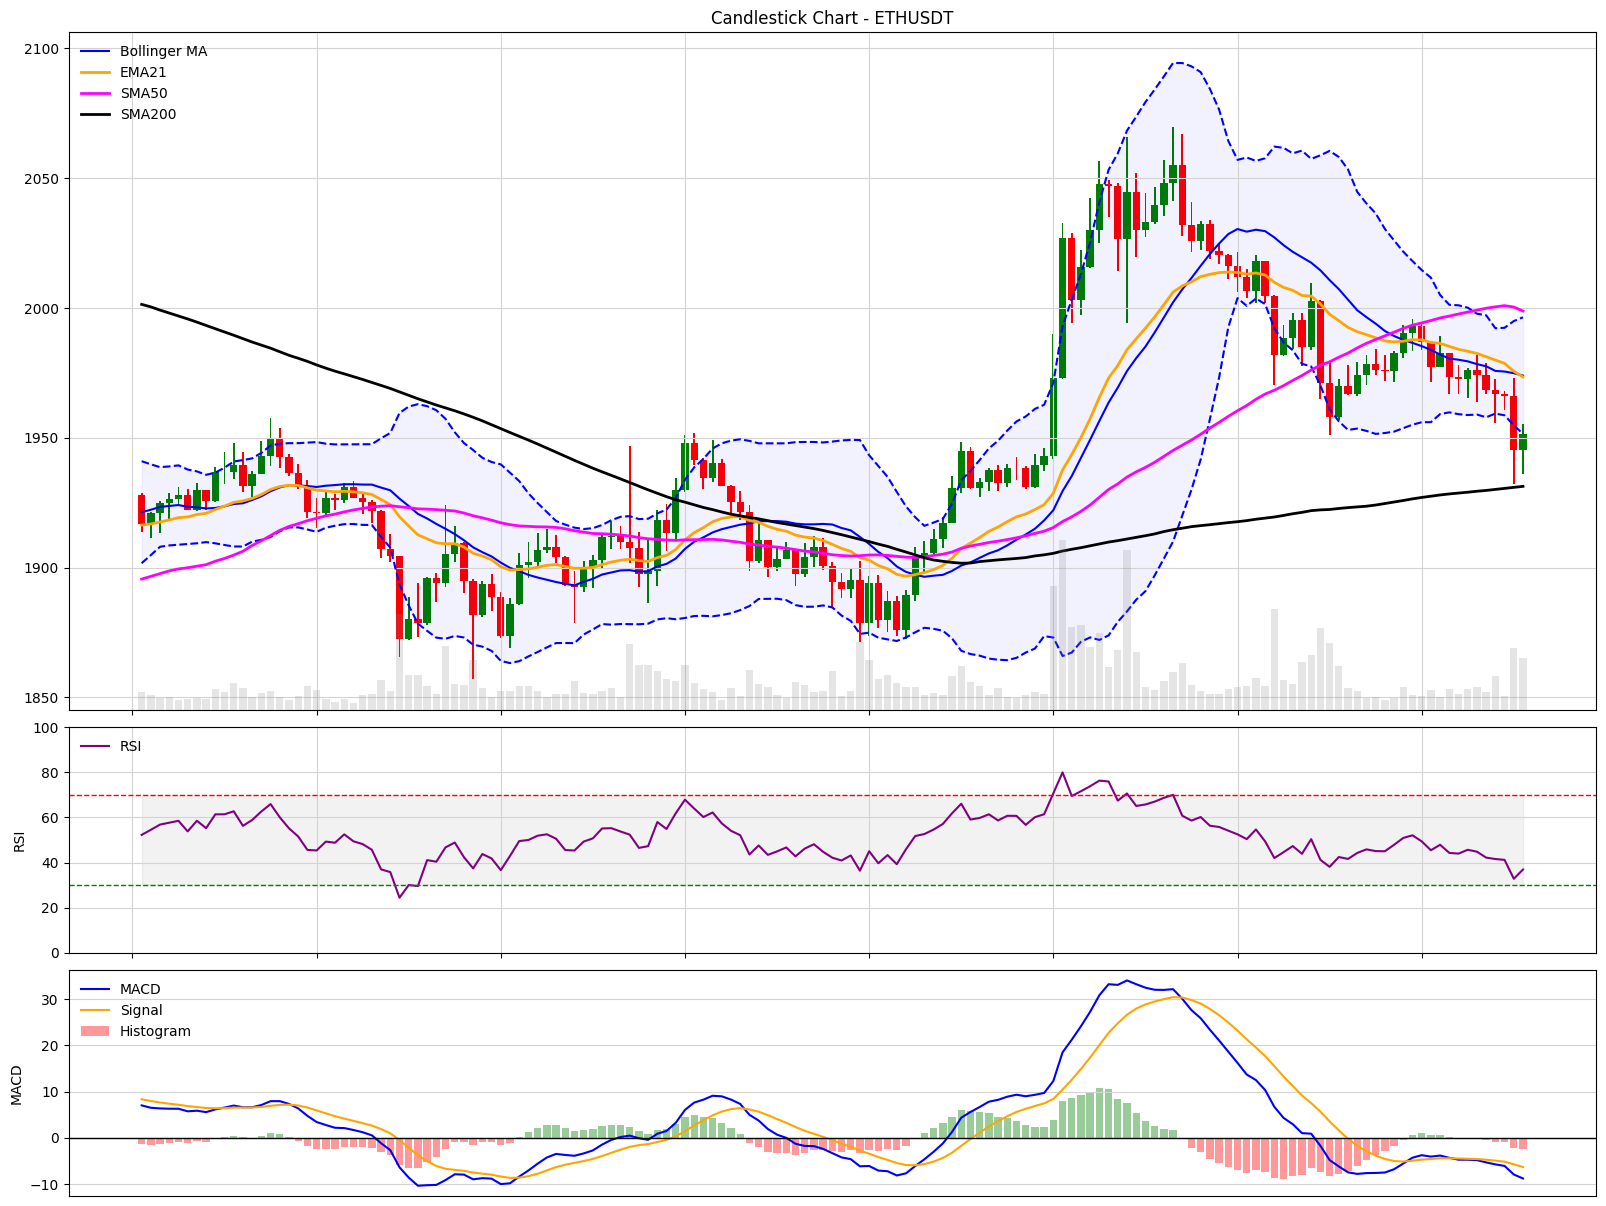 Candlestick Chart - ETHUSDT
2100
2050
2000
1950
1900
1850
Bollinger MA
EMA21
SMA50
SMA200
100
80
60
40
20
0
RSI
RSI
30
20
10
0
−10
MACD
MACD
Signal
Histogram